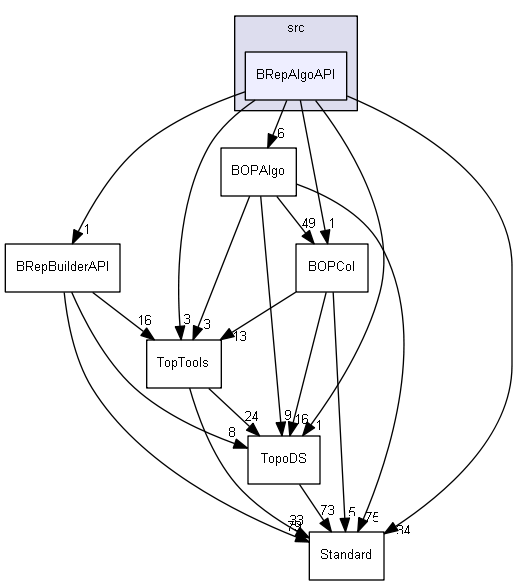 src
BRepAlgoAPI
6
BOPAlgo
49
1
1
BRepBuilderAPI
BOPCol
16
3
3
13
TopTools
24
9
16
1
8
TopoDS
73
5
75
34
Standard